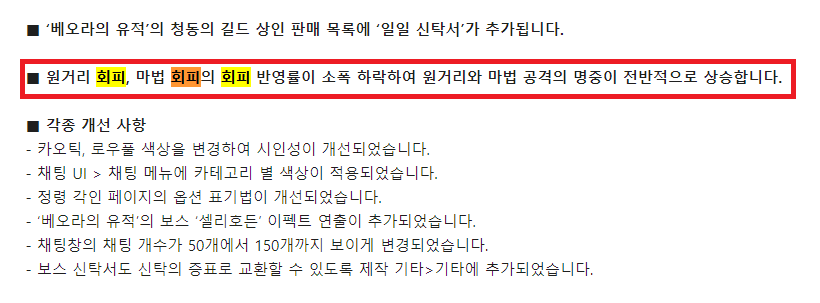 ■ ‘베오라의 유적’의 청동의 길드 상인 판매 목록에 ‘일일 신탁서’가 추가됩니다.
■ 원거리 회피, 마법 회피의 회피 반영률이 소폭 하락하여 원거리와 마법 공격의 명중이 전반적으로 상승합니다.
■ 각종 개선 사항
- 카오틱, 로우풀 색상을 변경하여 시인성이 개선되었습니다.
- 채팅 UI > 채팅 메뉴에 카테고리 별 색상이 적용되었습니다.
- 정령 각인 페이지의 옵션 표기법이 개선되었습니다.
- ‘베오라의 유적’의 보스 ‘셀리호든’ 이펙트 연출이 추가되었습니다.
- 채팅창의 채팅 개수가 50개에서 150개까지 보이게 변경되었습니다.
- 보스 신탁서도 신탁의 증표로 교환할 수 있도록 제작 기타>기타에 추가되었습니다.